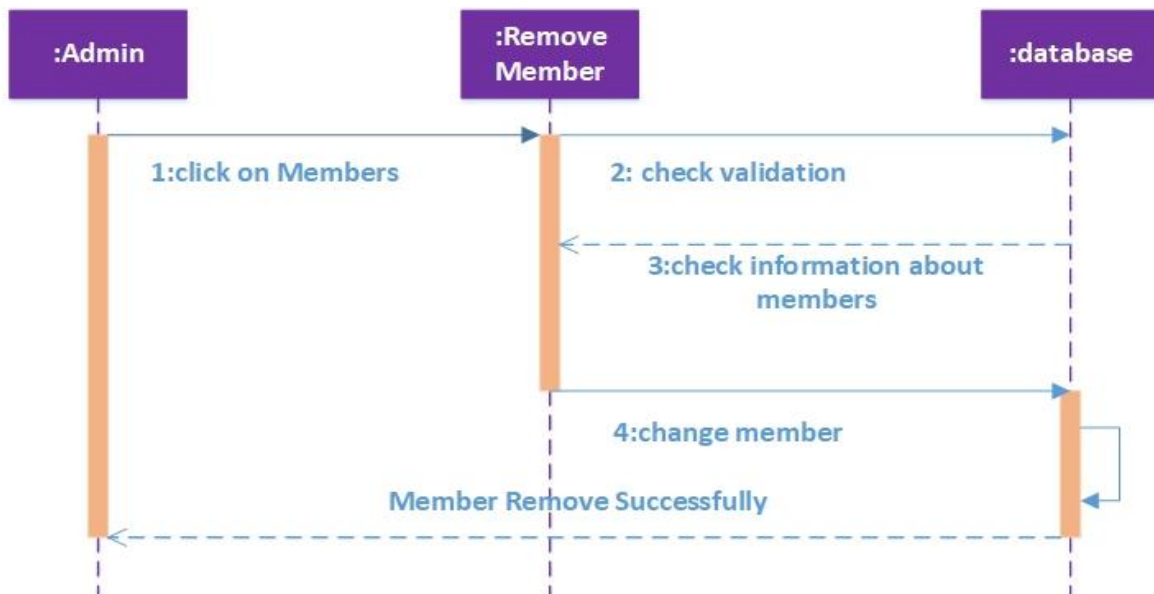 :Admin
:Remove
Member
:database
1:click on Members
2: check validation
3:check information about
members
4:change member
Member Remove Successfully